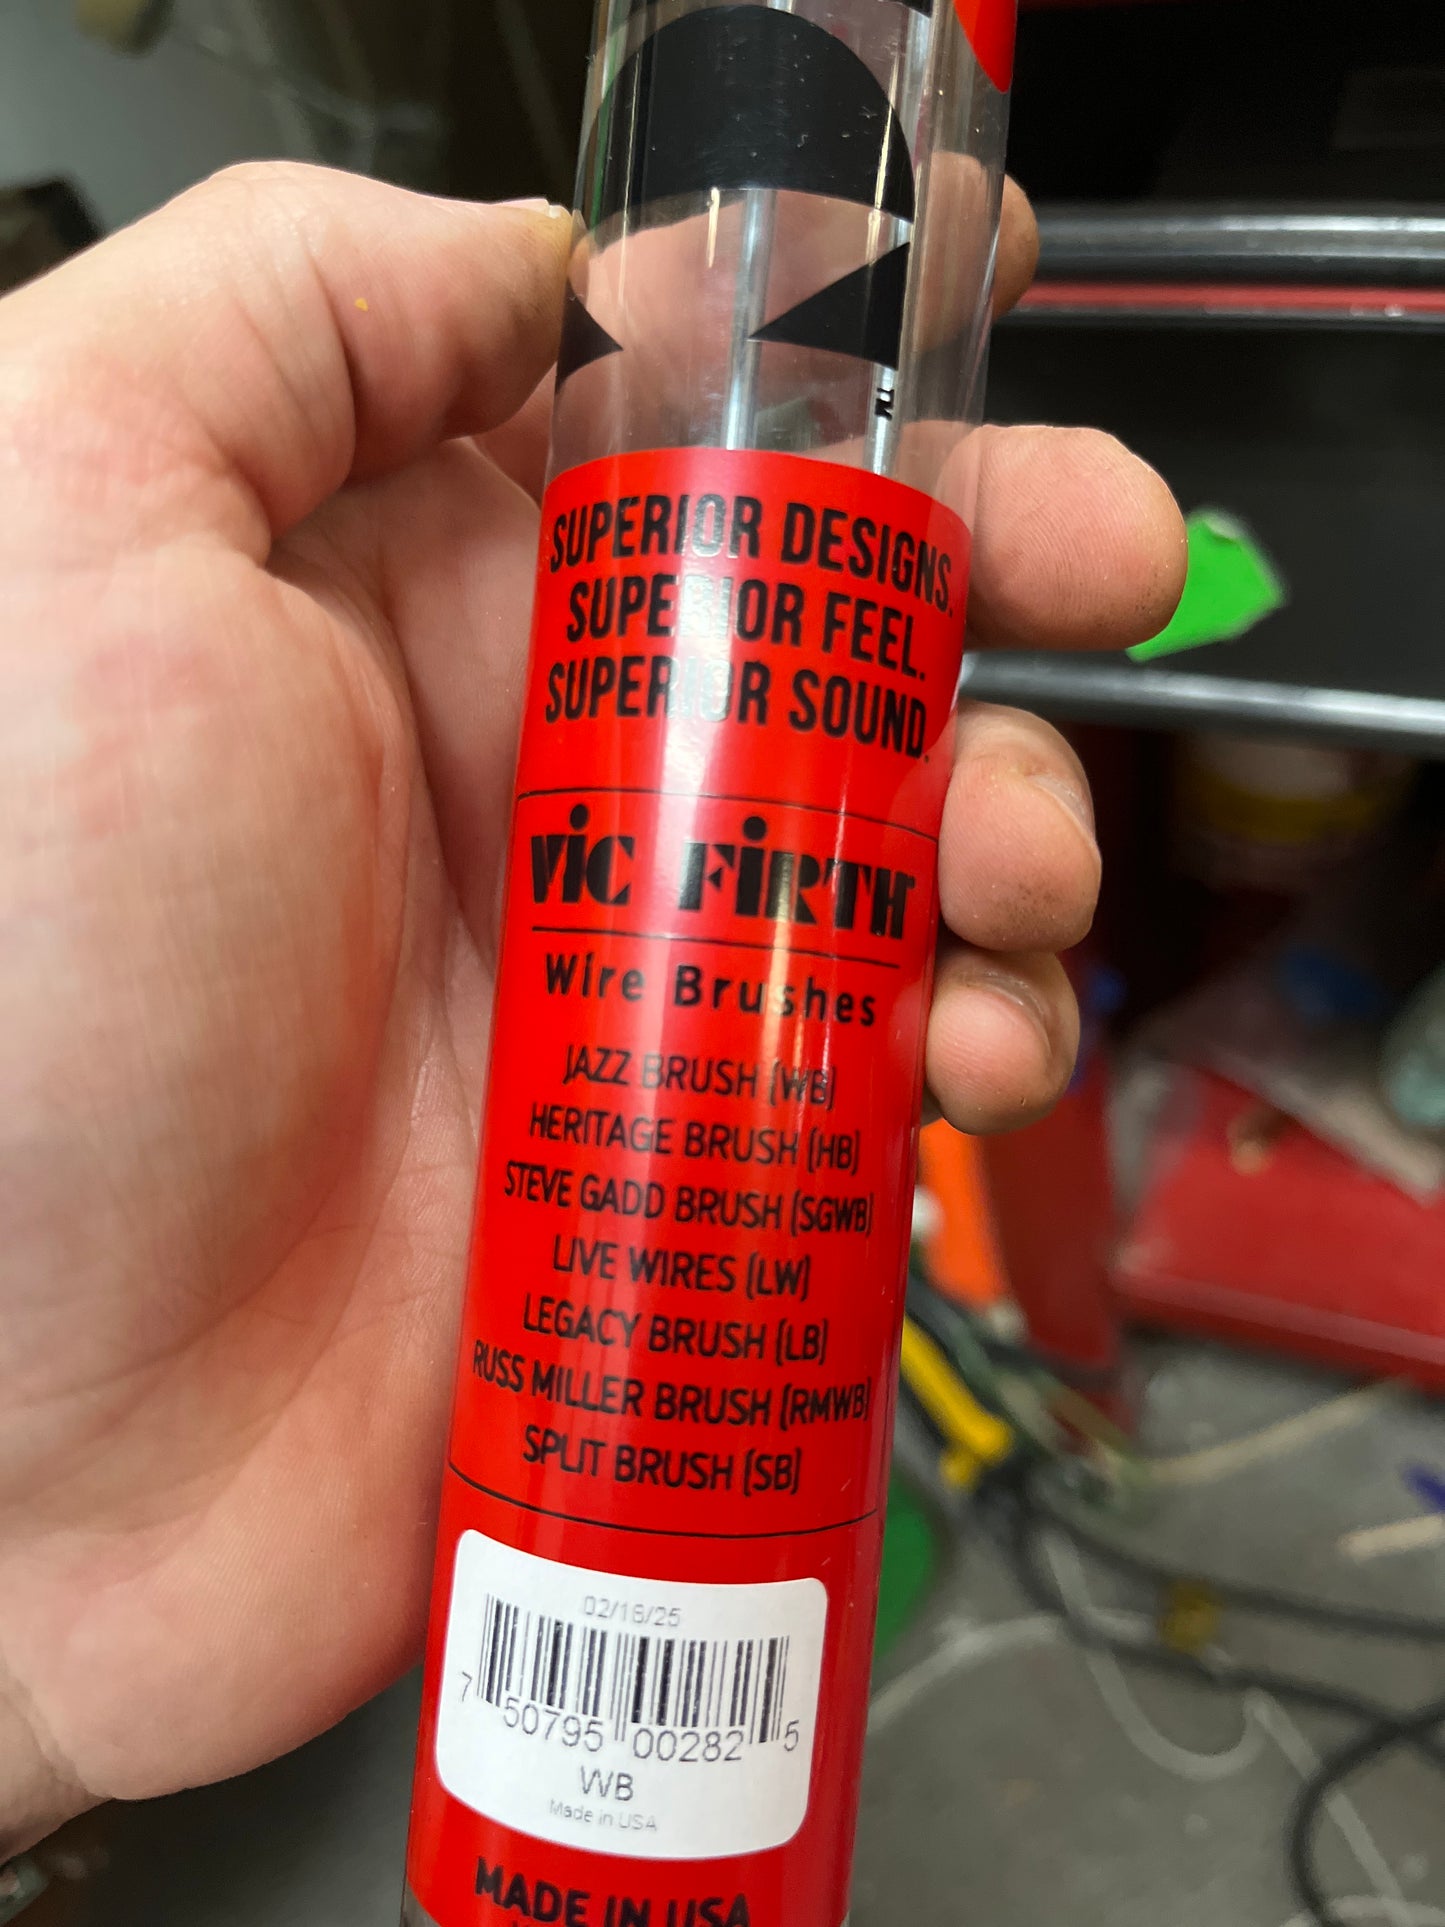 TM
SUPERIOR DESIGNS.
SUPERIOR FEEL.
SUPERIOR SOUND.
VIC FIRTH
Wire Brushes
JAZZ BRUSH (WB)
HERITAGE BRUSH (HB)
STEVE GADD BRUSH (SGWB)
LIVE WIRES (LW)
LEGACY BRUSH (LB)
RUSS MILLER BRUSH (RMWB)
SPLIT BRUSH (SB)
02/16/25
7 50795 00282 5
WB
Made in USA
MADE IN USA